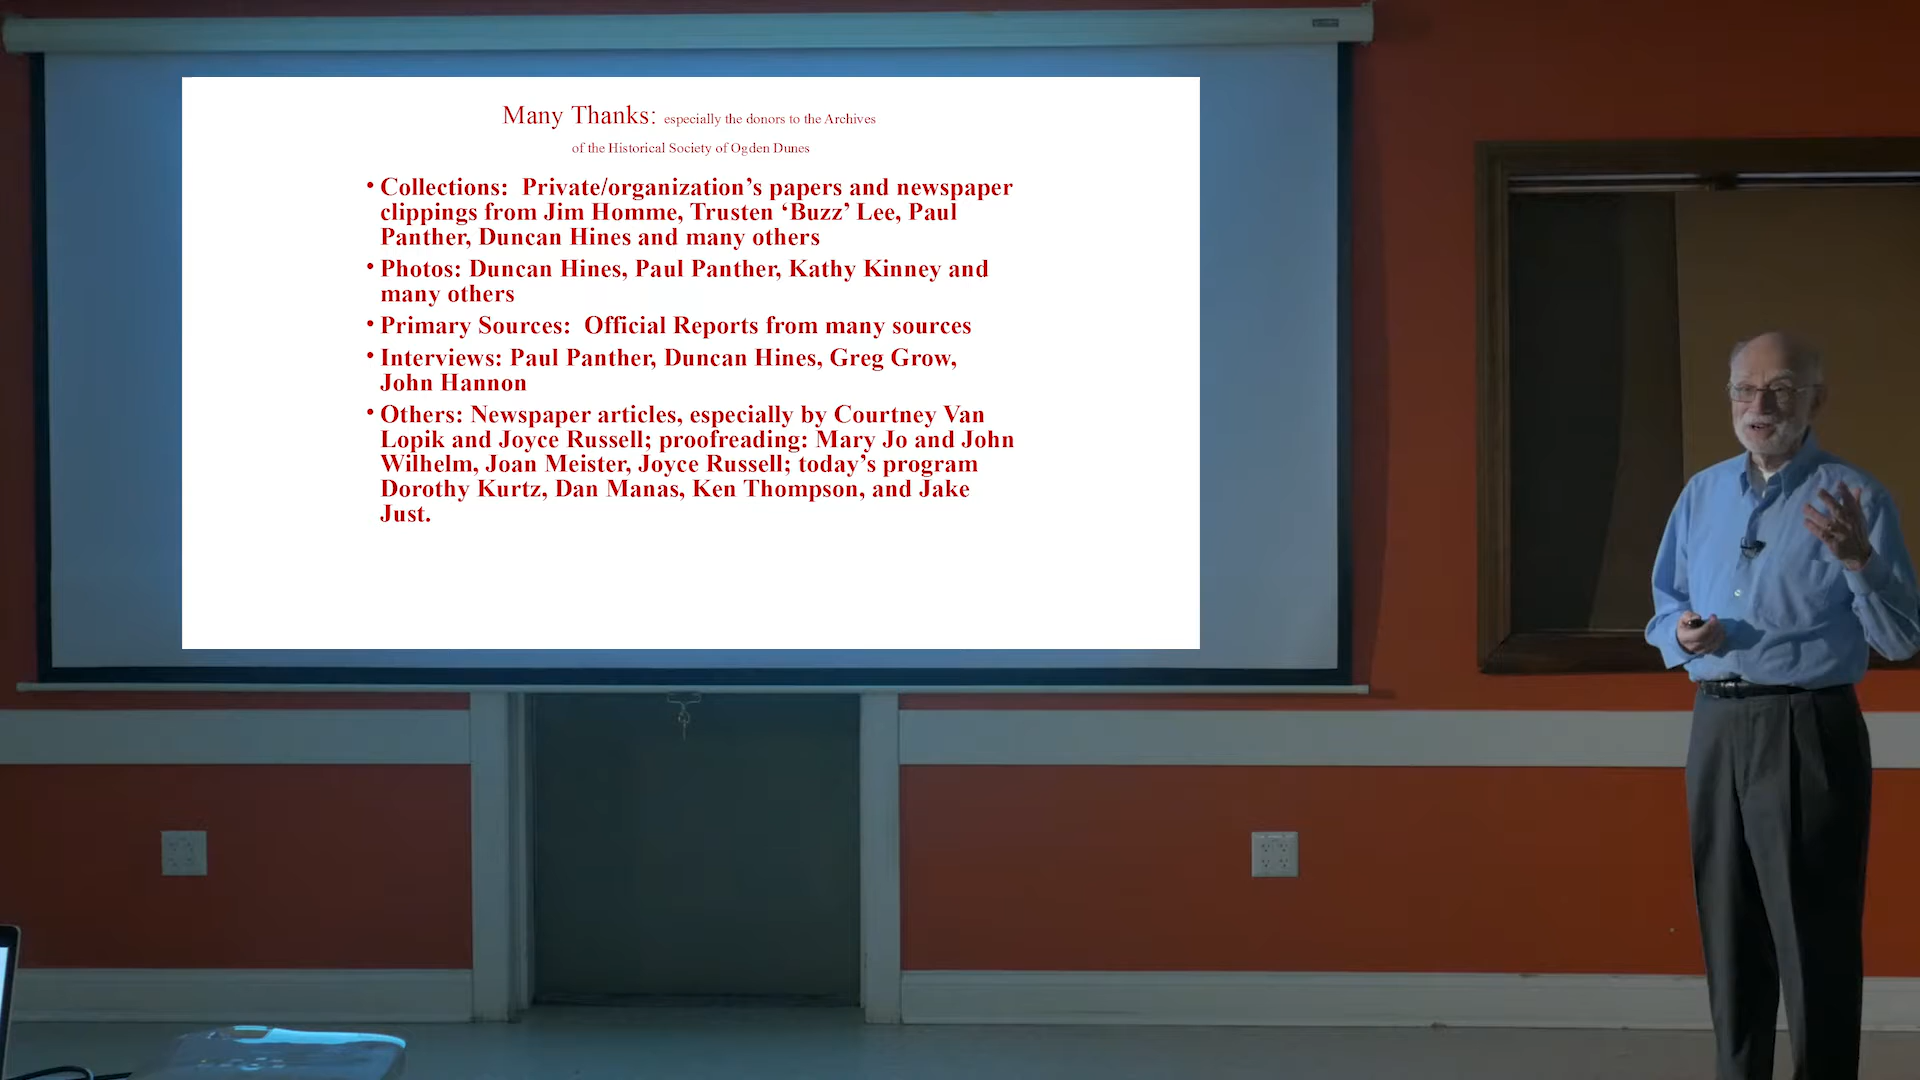 Many Thanks: especially the donors to the Archives
of the Historical Society of Ogden Dunes
• Collections:  Private/organization’s papers and newspaper
clippings from Jim Homme, Trusten ‘Buzz’ Lee, Paul
Panther, Duncan Hines and many others
• Photos: Duncan Hines, Paul Panther, Kathy Kinney and
many others
• Primary Sources:  Official Reports from many sources
• Interviews: Paul Panther, Duncan Hines, Greg Grow,
John Hannon
• Others: Newspaper articles, especially by Courtney Van
Lopik and Joyce Russell; proofreading: Mary Jo and John
Wilhelm, Joan Meister, Joyce Russell; today’s program
Dorothy Kurtz, Dan Manas, Ken Thompson, and Jake
Just.